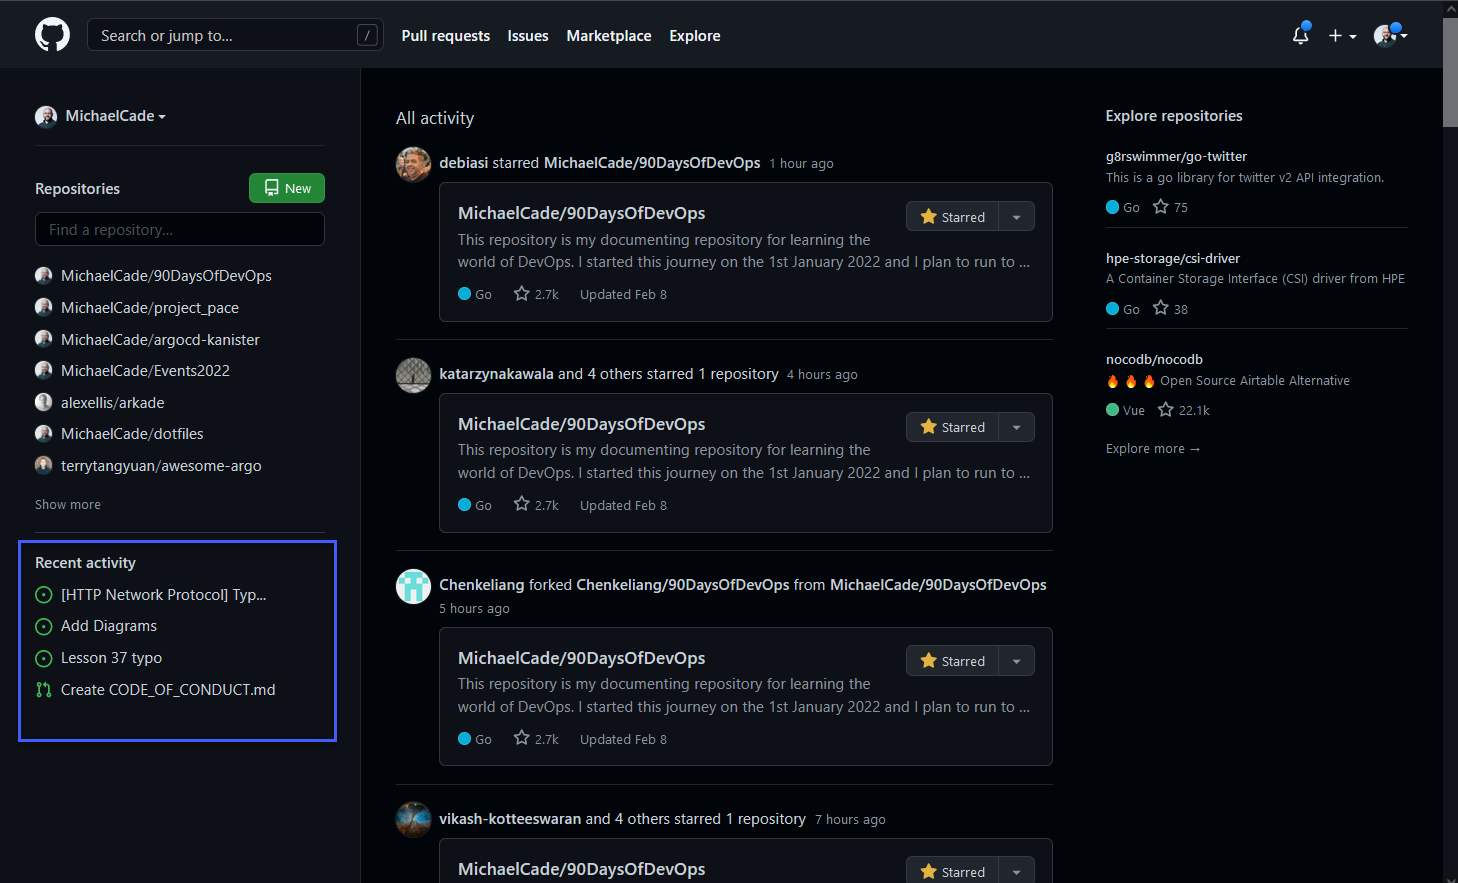 Search or jump to... /
Pull requests Issues Marketplace Explore
MichaelCade
Repositories
New
Find a repository...
MichaelCade/90DaysOfDevOps
MichaelCade/project_pace
MichaelCade/argocd-kanister
MichaelCade/Events2022
alexellis/arkade
MichaelCade/dotfiles
terrytangyuan/awesome-argo
Show more
Recent activity
[HTTP Network Protocol] Typ...
Add Diagrams
Lesson 37 typo
Create CODE_OF_CONDUCT.md
All activity
debiasi starred MichaelCade/90DaysOfDevOps 1 hour ago
MichaelCade/90DaysOfDevOps
Starred
This repository is my documenting repository for learning the
world of DevOps. I started this journey on the 1st January 2022 and I plan to run to ...
Go 2.7k Updated Feb 8
katarzynakawala and 4 others starred 1 repository 4 hours ago
MichaelCade/90DaysOfDevOps
Starred
This repository is my documenting repository for learning the
world of DevOps. I started this journey on the 1st January 2022 and I plan to run to ...
Go 2.7k Updated Feb 8
Chenkeliang forked Chenkeliang/90DaysOfDevOps from MichaelCade/90DaysOfDevOps
5 hours ago
MichaelCade/90DaysOfDevOps
Starred
This repository is my documenting repository for learning the
world of DevOps. I started this journey on the 1st January 2022 and I plan to run to ...
Go 2.7k Updated Feb 8
vikash-kotteeswaran and 4 others starred 1 repository 7 hours ago
MichaelCade/90DaysOfDevOps
Starred
Explore repositories
g8rswimmer/go-twitter
This is a go library for twitter v2 API integration.
Go 75
hpe-storage/csi-driver
A Container Storage Interface (CSI) driver from HPE
Go 38
nocodb/nocodb
🔥 🔥 🔥 Open Source Airtable Alternative
Vue 22.1k
Explore more →